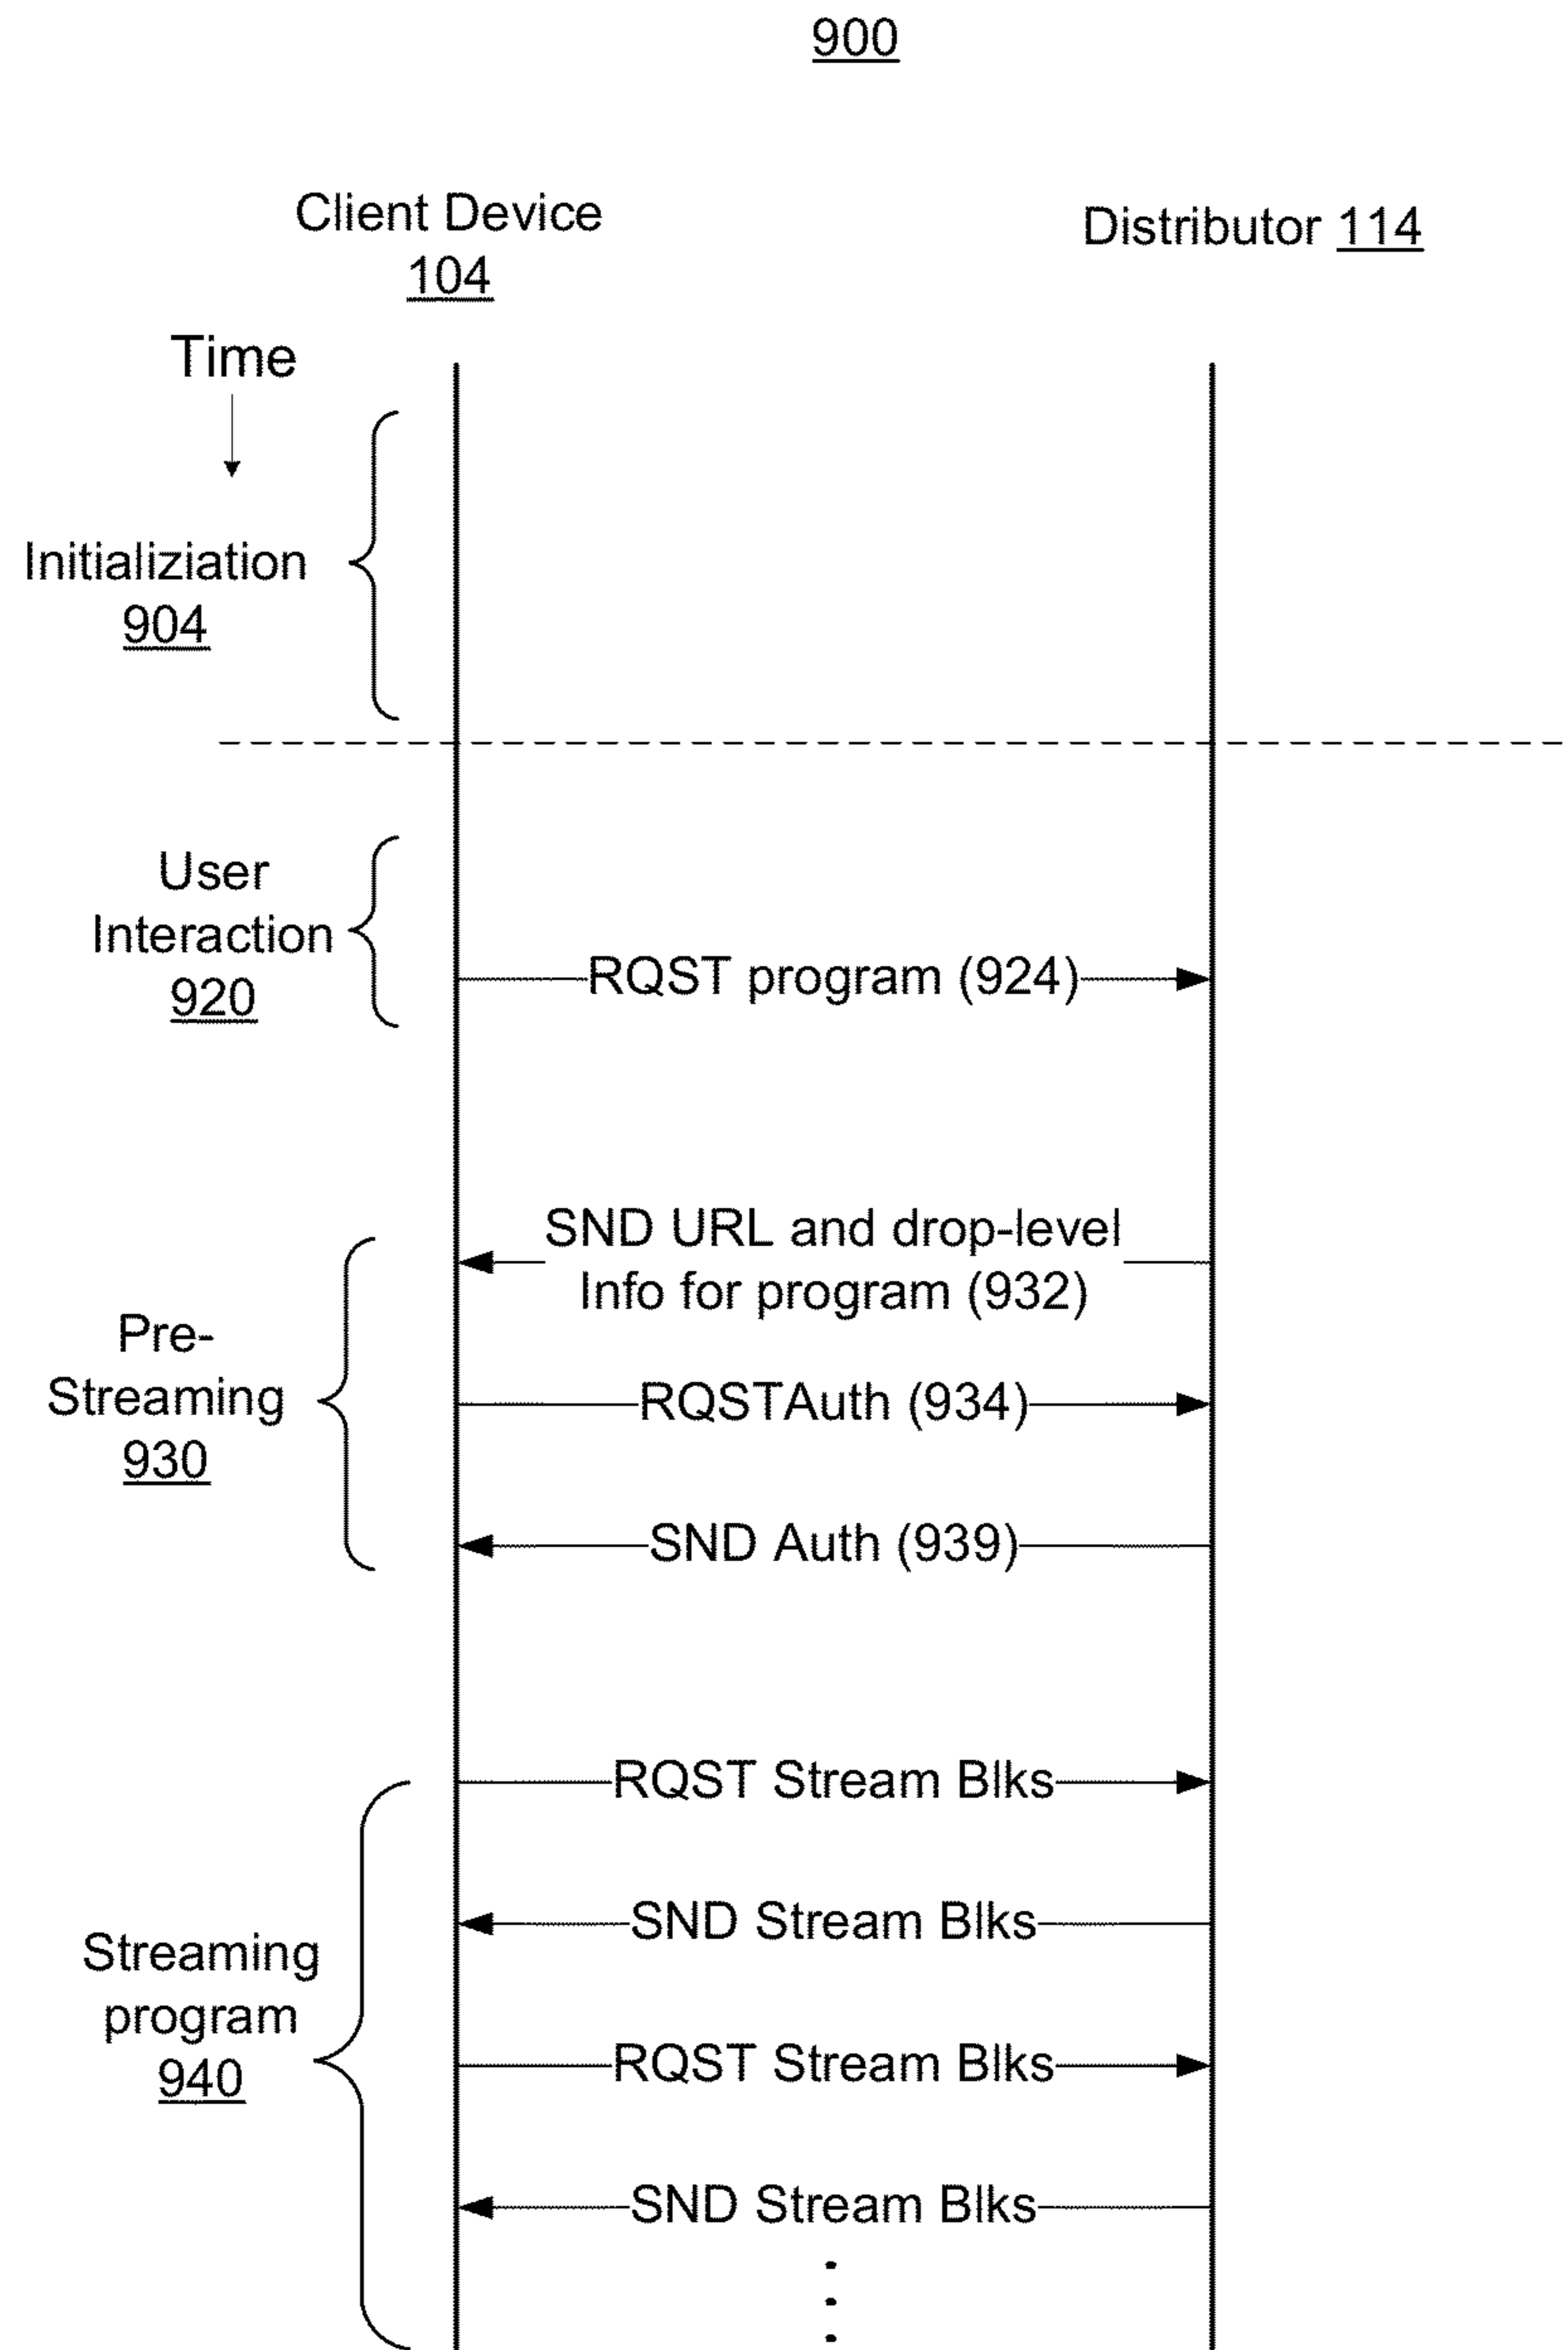 900
Client Device
104
Distributor 114
Time
Initializiation
904
User
Interaction
920
RQST program (924)
SND URL and drop-level
Info for program (932)
Pre-
Streaming
930
RQSTAuth (934)
SND Auth (939)
RQST Stream Blks
SND Stream Blks
Streaming
program
940
RQST Stream Blks
SND Stream Blks